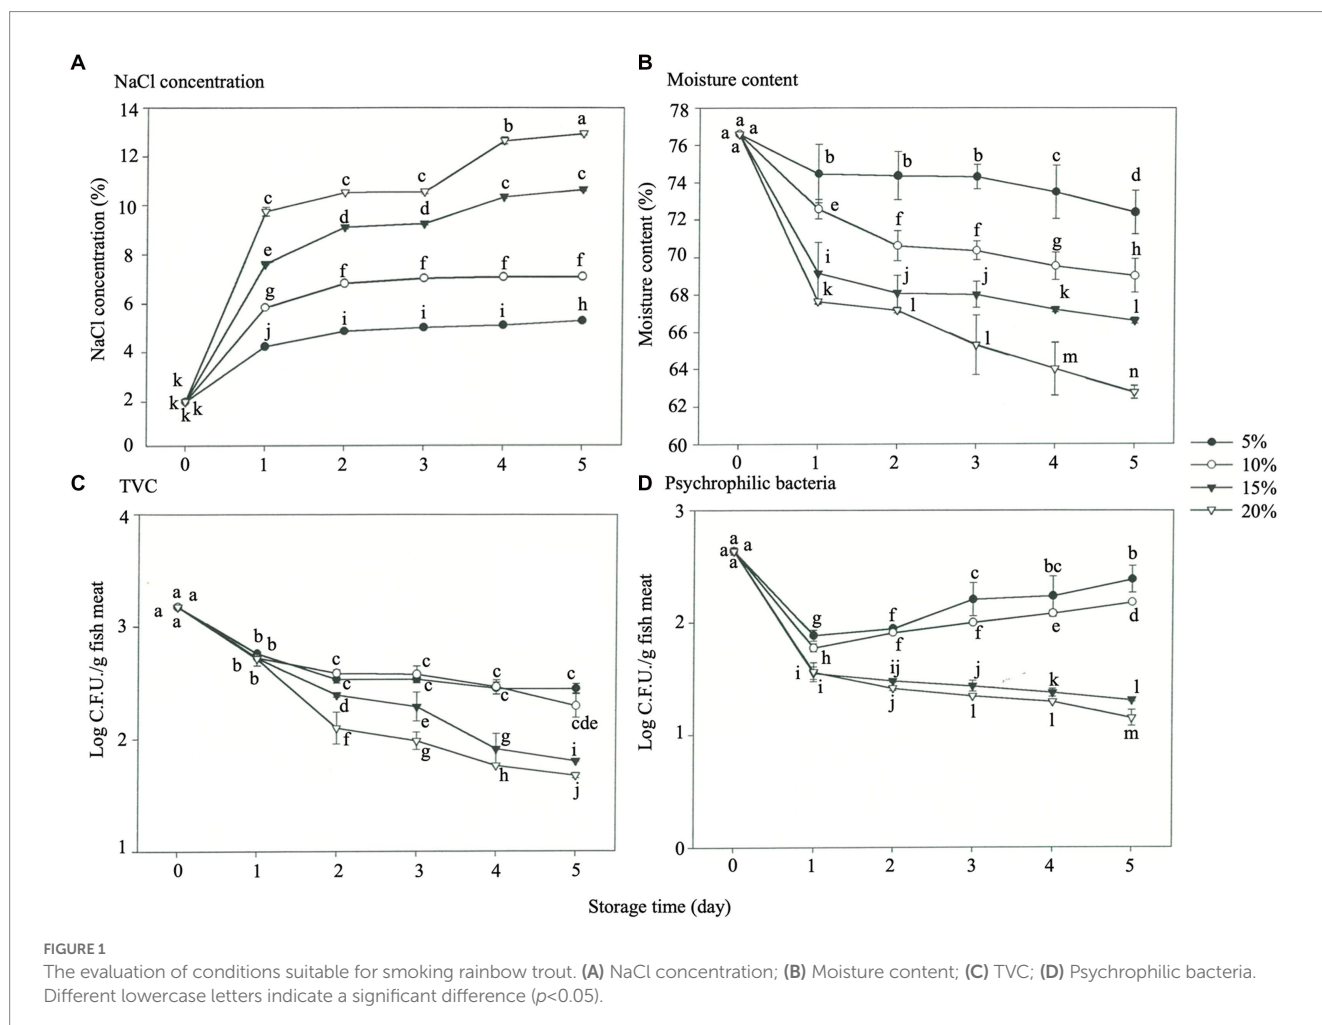 A
NaCl concentration
14
12
10
8
6
4
2
0
NaCl concentration (%)
k
k
k
k
c
c
c
b
a
e
d
d
c
c
g
f
f
f
f
j
i
i
i
h
0 1 2 3 4 5
B
Moisture content
78
76
74
72
70
68
66
64
62
60
Moisture content (%)
a
a
a
a
b
b
b
c
d
e
f
f
g
h
i
j
j
k
l
k
l
l
m
n
0 1 2 3 4 5
5%
10%
15%
20%
C
TVC
4
3
2
1
Log C.F.U./g fish meat
a
a
a
a
b
b
b
b
c
c
c
c
c
c
c
cde
d
e
g
i
f
g
h
j
0 1 2 3 4 5
D
Psychrophilic bacteria
3
2
1
0
Log C.F.U./g fish meat
a
a
a
a
g
f
c
bc
b
h
f
f
e
d
i
i
ij
j
k
l
j
l
l
m
0 1 2 3 4 5
Storage time (day)
FIGURE 1
The evaluation of conditions suitable for smoking rainbow trout. (A) NaCl concentration; (B) Moisture content; (C) TVC; (D) Psychrophilic bacteria.
Different lowercase letters indicate a significant difference (p<0.05).